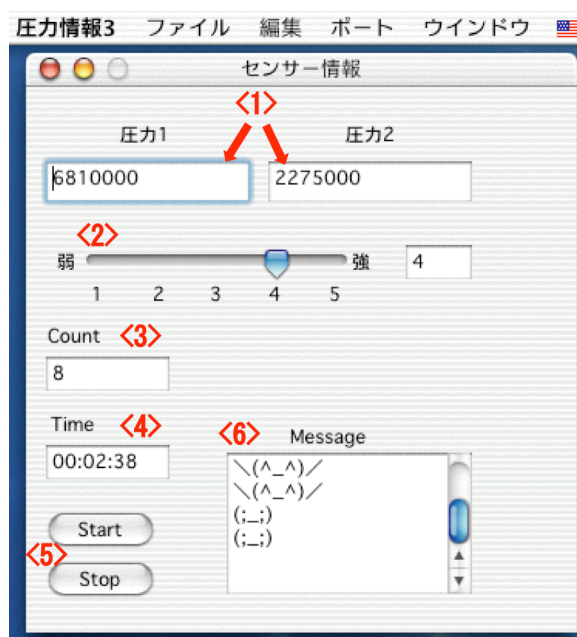 圧力情報3 ファイル 編集 ポート ウインドウ
センサー情報
<1>
圧力1 圧力2
6810000 2275000
<2>
弱 強 4
1 2 3 4 5
Count <3>
8
Time <4>
00:02:38
<6> Message
＼(^_^)／
＼(^_^)／
(;_;)
(;_;)
Start
<5>
Stop